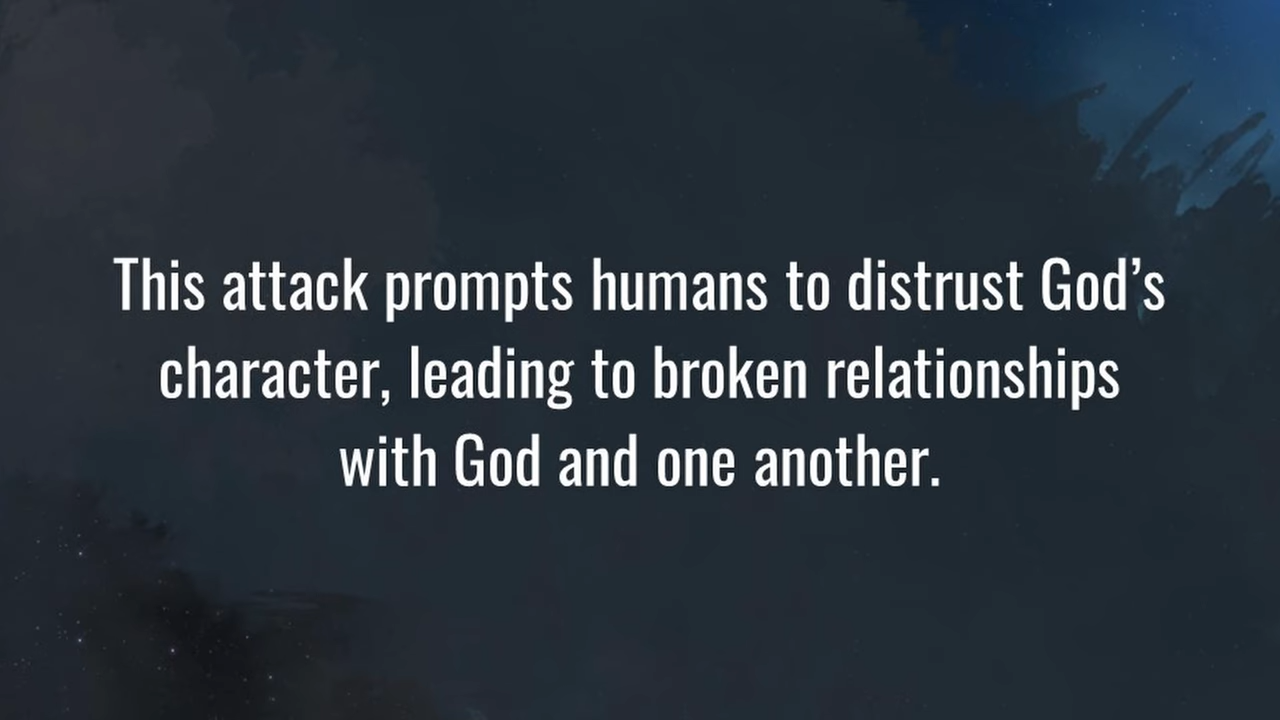 This attack prompts humans to distrust God’s
character, leading to broken relationships
with God and one another.